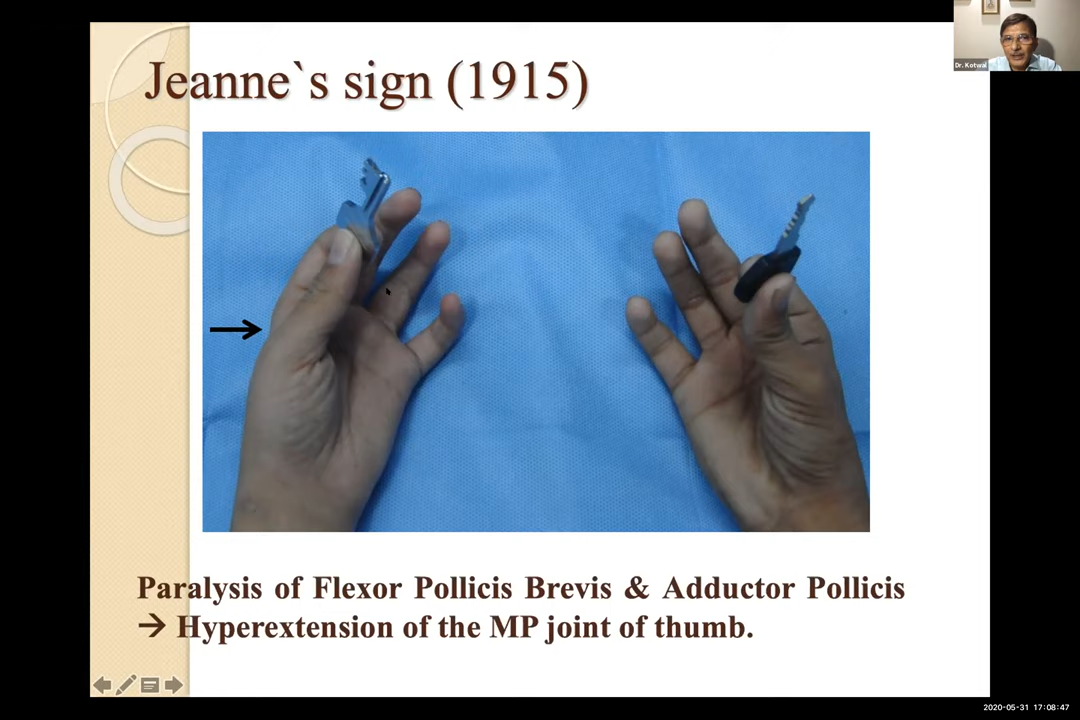 Jeanne`s sign (1915)
Dr. Kotwal
Paralysis of Flexor Pollicis Brevis & Adductor Pollicis
→ Hyperextension of the MP joint of thumb.
2020-05-31 17:08:47